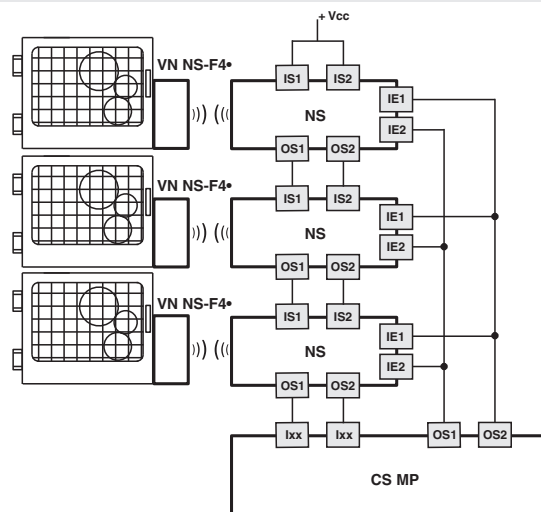 + Vcc
VN NS-F4•
IS1 IS2
IE1
NS
IE2
OS1 OS2
VN NS-F4•
IS1 IS2
IE1
NS
IE2
OS1 OS2
VN NS-F4•
IS1 IS2
IE1
NS
IE2
OS1 OS2
Ixx Ixx OS1 OS2
CS MP